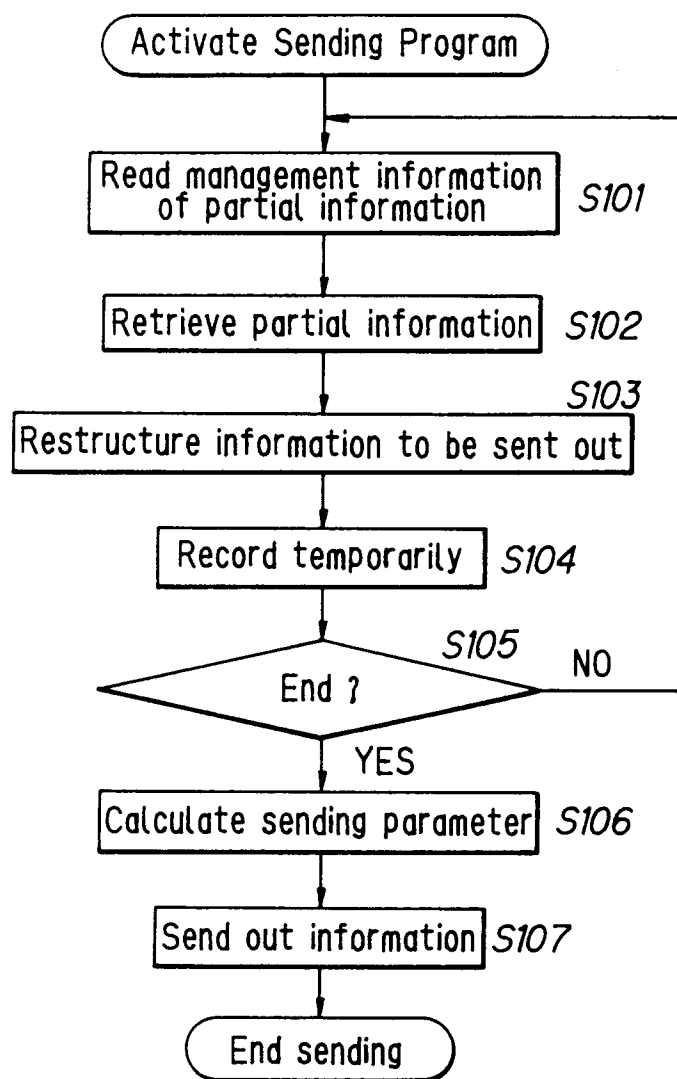 Activate Sending Program
Read management information
of partial information
S101
Retrieve partial information
S102
S103
Restructure information to be sent out
Record temporarily
S104
S105
End ?
NO
YES
Calculate sending parameter
S106
Send out information
S107
End sending